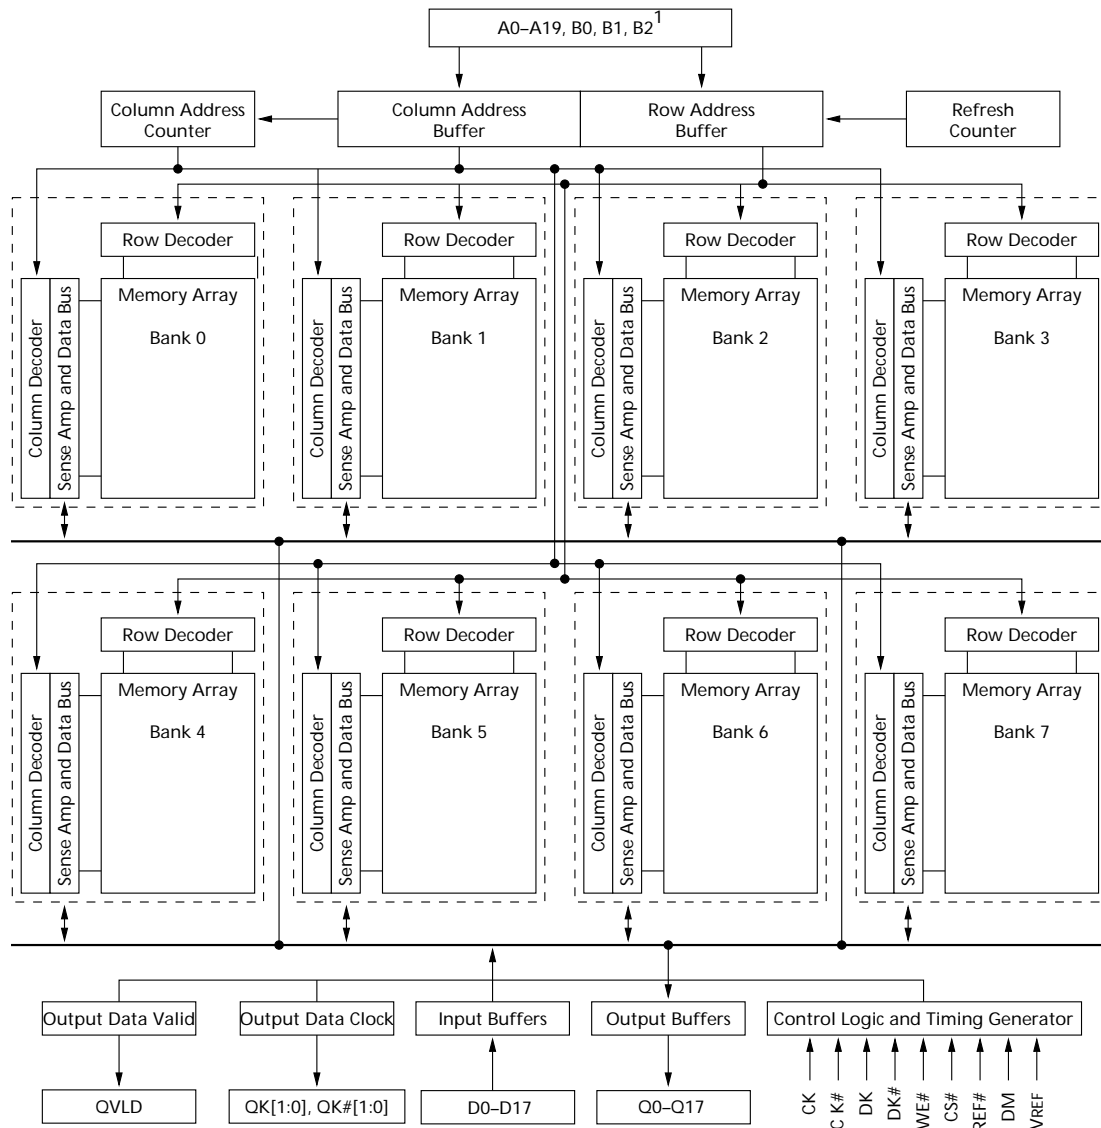 A0–A19, B0, B1, B2¹
Column Address
Counter
Column Address
Buffer
Row Address
Buffer
Refresh
Counter
Row Decoder
Column Decoder
Sense Amp and Data Bus
Memory Array
Bank 0
Row Decoder
Column Decoder
Sense Amp and Data Bus
Memory Array
Bank 1
Row Decoder
Column Decoder
Sense Amp and Data Bus
Memory Array
Bank 2
Row Decoder
Column Decoder
Sense Amp and Data Bus
Memory Array
Bank 3
Row Decoder
Column Decoder
Sense Amp and Data Bus
Memory Array
Bank 4
Row Decoder
Column Decoder
Sense Amp and Data Bus
Memory Array
Bank 5
Row Decoder
Column Decoder
Sense Amp and Data Bus
Memory Array
Bank 6
Row Decoder
Column Decoder
Sense Amp and Data Bus
Memory Array
Bank 7
Output Data Valid
Output Data Clock
Input Buffers
Output Buffers
Control Logic and Timing Generator
QVLD
QK[1:0], QK#[1:0]
D0–D17
Q0–Q17
CK
C K#
DK
DK#
WE#
CS#
REF#
DM
VREF